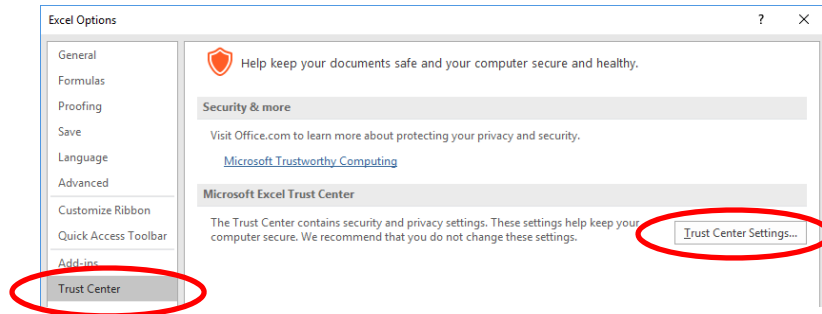 Excel Options
?
×
General
Formulas
Proofing
Save
Language
Advanced
Customize Ribbon
Quick Access Toolbar
Add-ins
Trust Center
Help keep your documents safe and your computer secure and healthy.
Security & more
Visit Office.com to learn more about protecting your privacy and security.
Microsoft Trustworthy Computing
Microsoft Excel Trust Center
The Trust Center contains security and privacy settings. These settings help keep your
computer secure. We recommend that you do not change these settings.
Trust Center Settings...